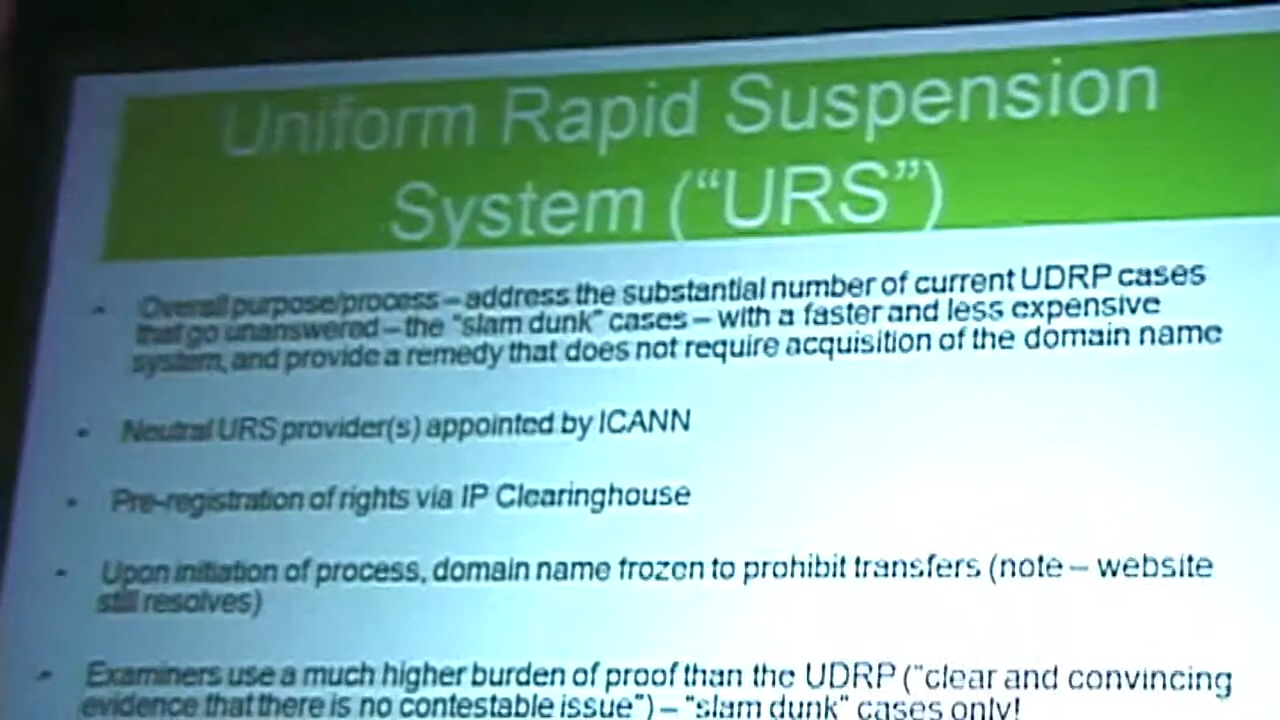 Uniform Rapid Suspension
System (“URS”)
- Overall purpose/process – address the substantial number of current UDRP cases
that go unanswered – the “slam dunk” cases – with a faster and less expensive
system, and provide a remedy that does not require acquisition of the domain name
- Neutral URS provider(s) appointed by ICANN
- Pre-registration of rights via IP Clearinghouse
- Upon initiation of process, domain name frozen to prohibit transfers (note – website
still resolves)
- Examiners use a much higher burden of proof than the UDRP (“clear and convincing
evidence that there is no contestable issue”) – “slam dunk” cases only!